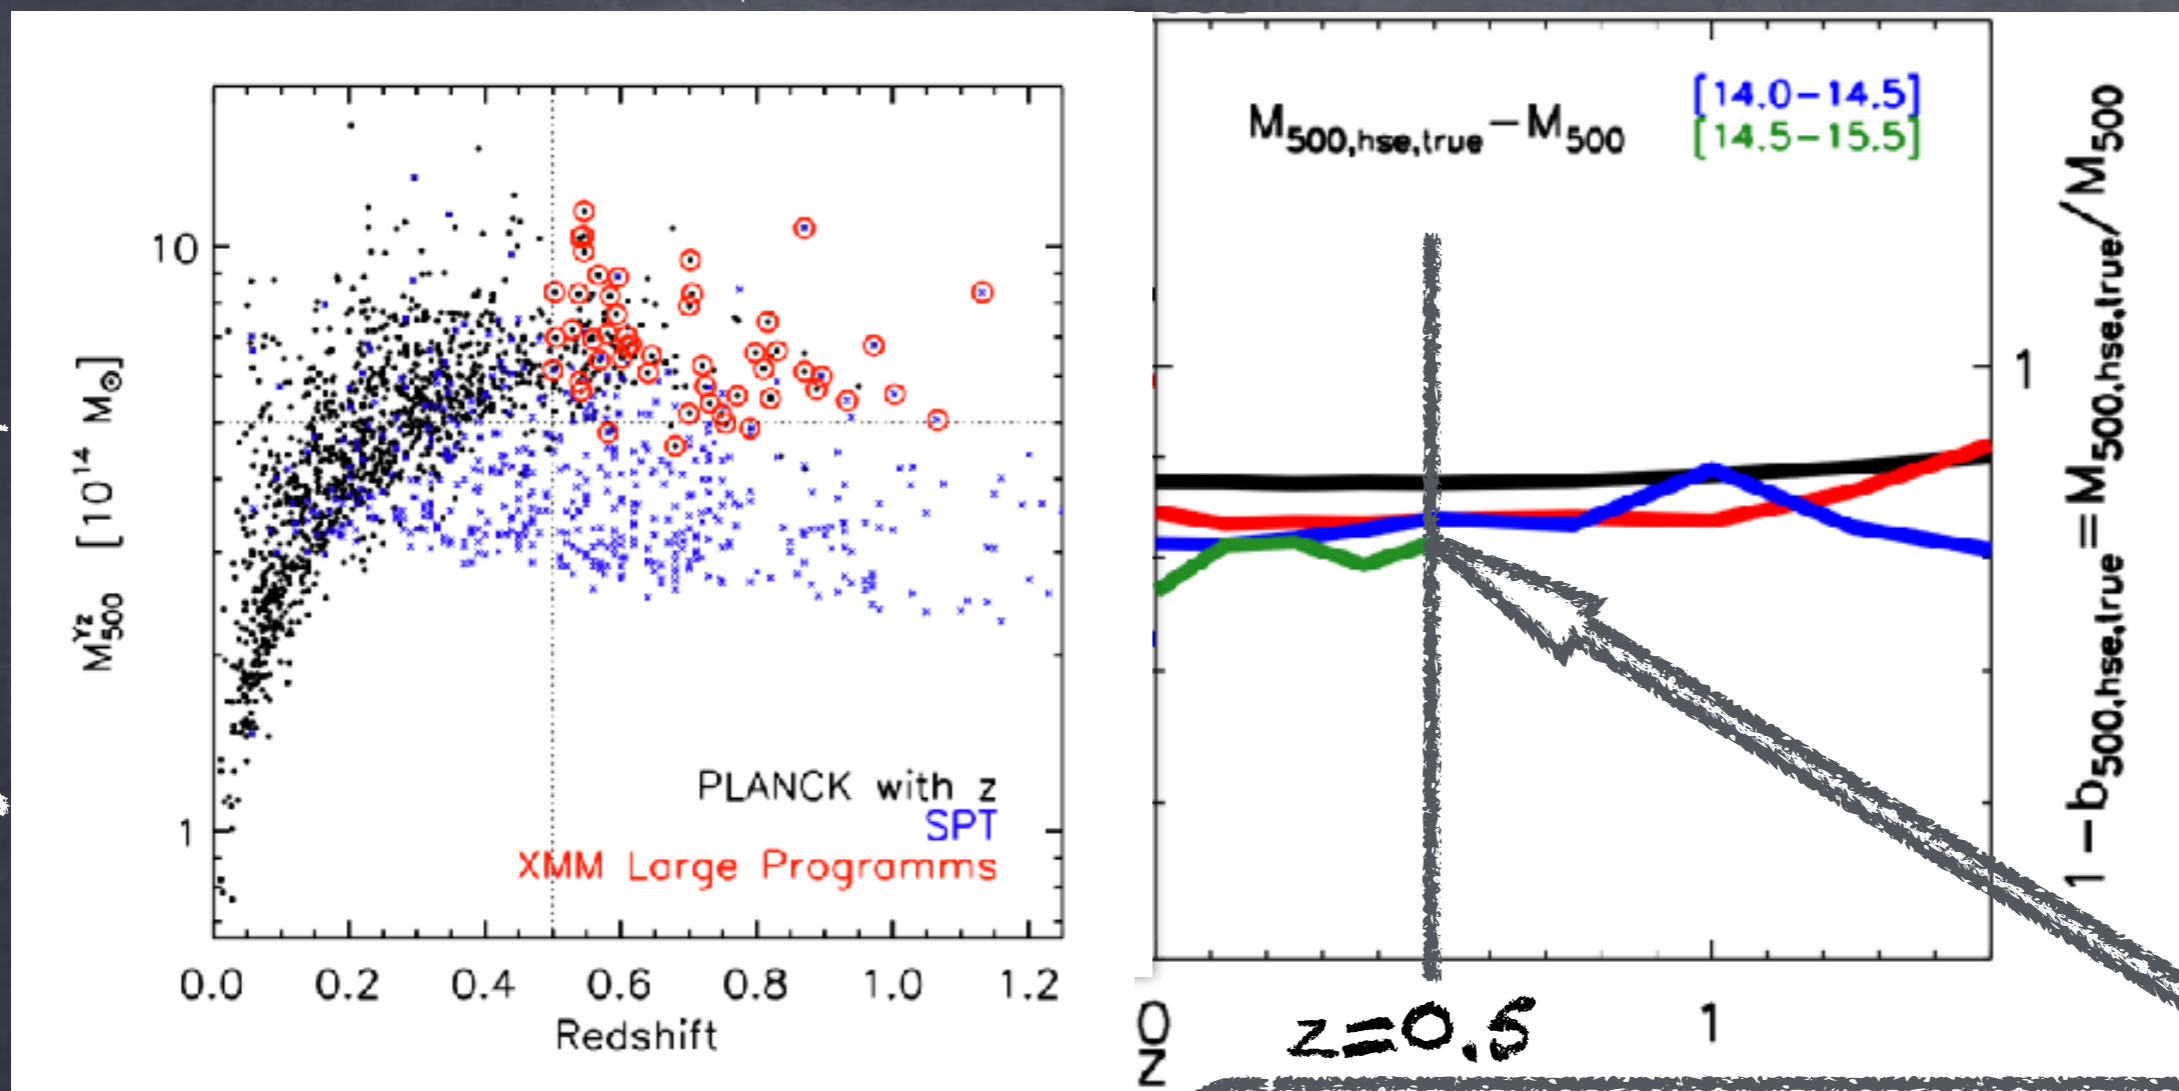 10
1
M500Yz [10^14 M⊙]
PLANCK with z
SPT
XMM Large Programms
0.0 0.2 0.4 0.6 0.8 1.0 1.2
Redshift
M500,hse,true−M500
[14.0−14.5]
[14.5−15.5]
1
1−b500,hse,true=M500,hse,true/M500
0
1
z=0.5
z